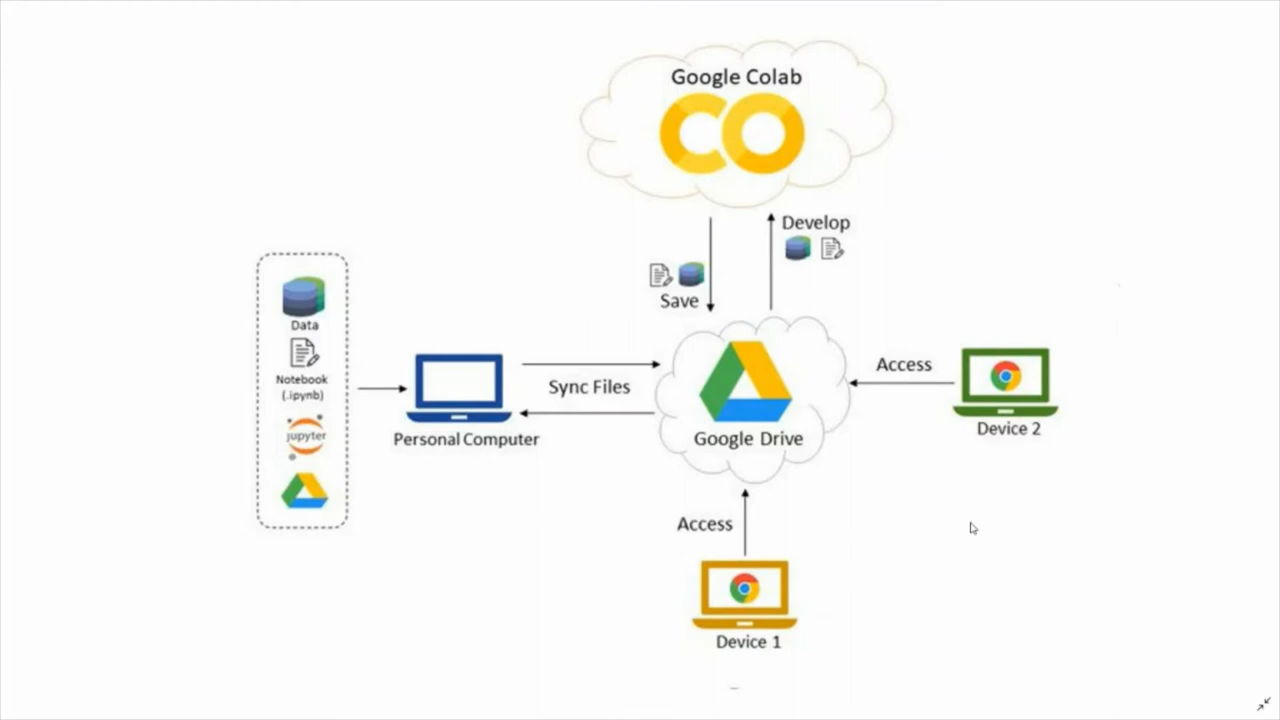 Google Colab
CO
Develop
Save
Data
Notebook
(.ipynb)
jupyter
Personal Computer
Sync Files
Google Drive
Access
Device 2
Access
Device 1